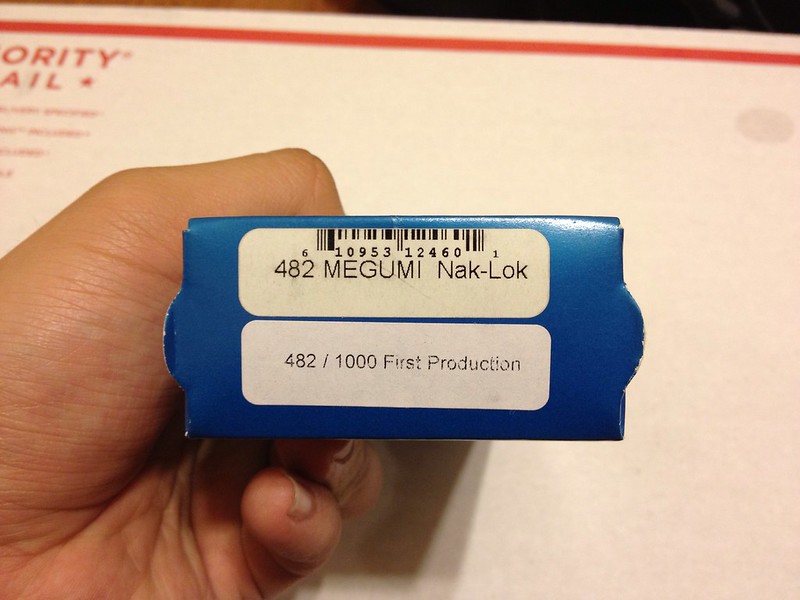 ORITY
AIL ★
6 10953 12460 1
482 MEGUMI Nak-Lok
482 / 1000 First Production